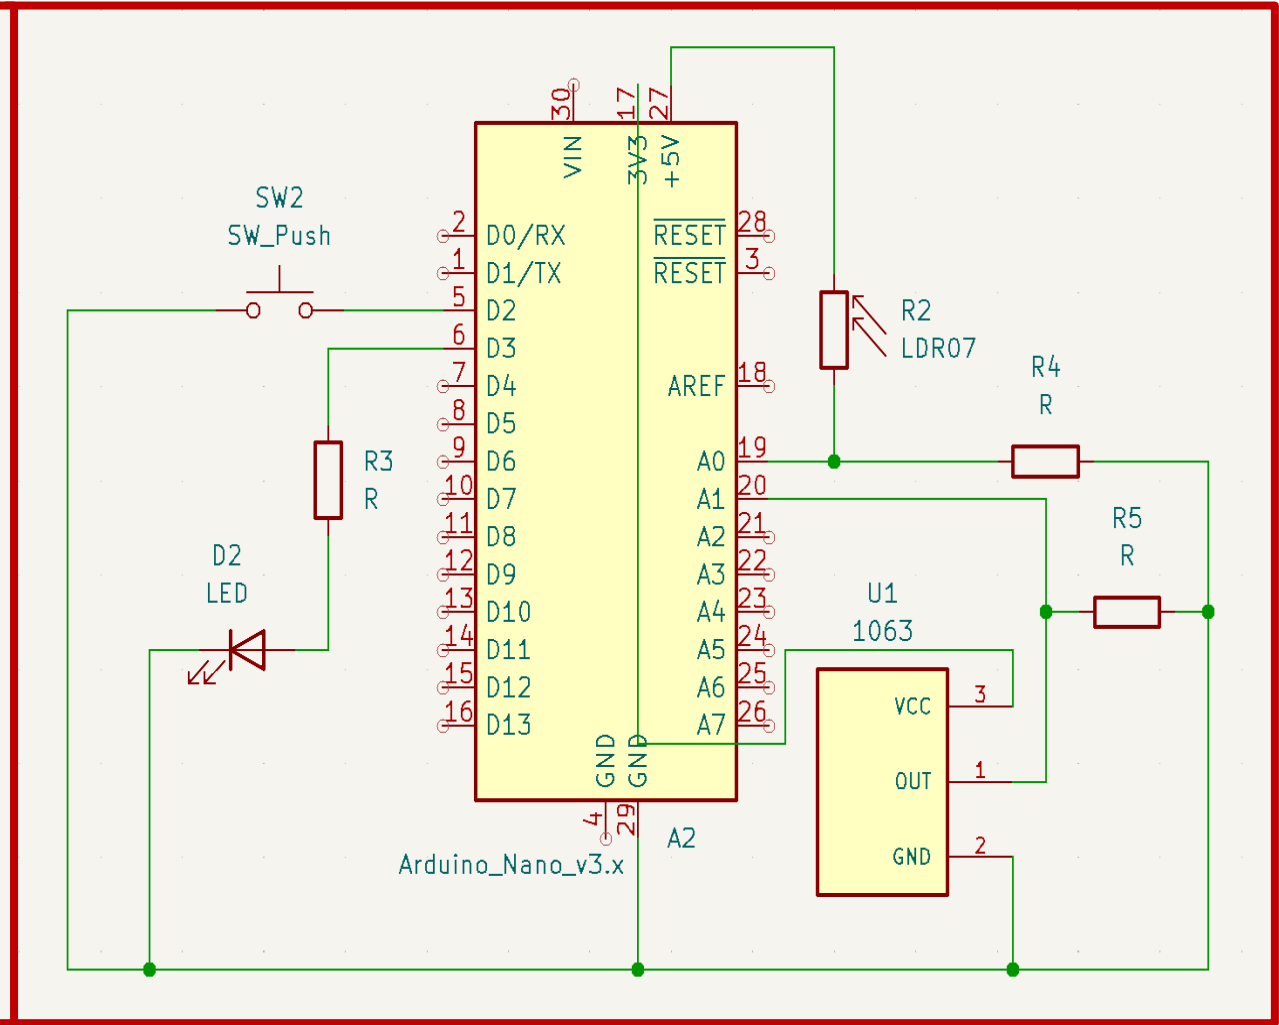 30
17
27
VIN
3V3
+5V
SW2
SW_Push
2 D0/RX
RESET 28
1 D1/TX
RESET 3
5 D2
6 D3
7 D4
AREF 18
8 D5
9 D6
A0 19
10 D7
A1 20
11 D8
A2 21
12 D9
A3 22
13 D10
A4 23
14 D11
A5 24
15 D12
A6 25
16 D13
A7 26
GND
GND
4
29
A2
Arduino_Nano_v3.x
R2
LDR07
R4
R
R3
R
R5
R
D2
LED
U1
1063
VCC 3
OUT 1
GND 2